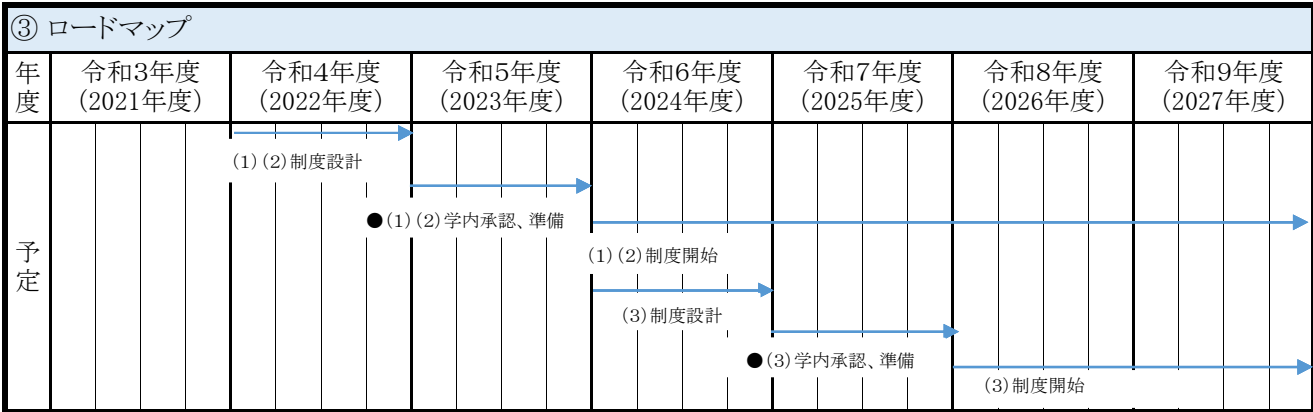 ③ ロードマップ
年度
令和3年度
(2021年度)
令和4年度
(2022年度)
令和5年度
(2023年度)
令和6年度
(2024年度)
令和7年度
(2025年度)
令和8年度
(2026年度)
令和9年度
(2027年度)
予定
(1)(2)制度設計
●(1)(2)学内承認、準備
(1)(2)制度開始
(3)制度設計
●(3)学内承認、準備
(3)制度開始